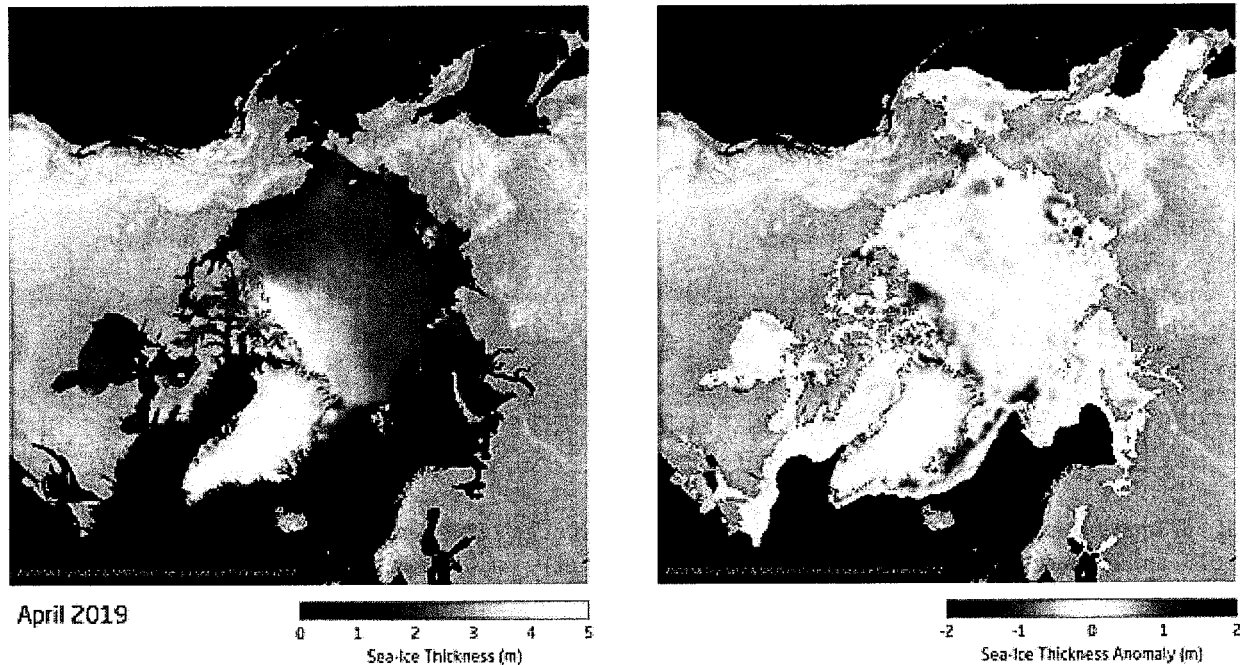 April 2019
0 1 2 3 4 5
Sea-Ice Thickness (m)
-2 -1 0 1 2
Sea-Ice Thickness Anomaly (m)